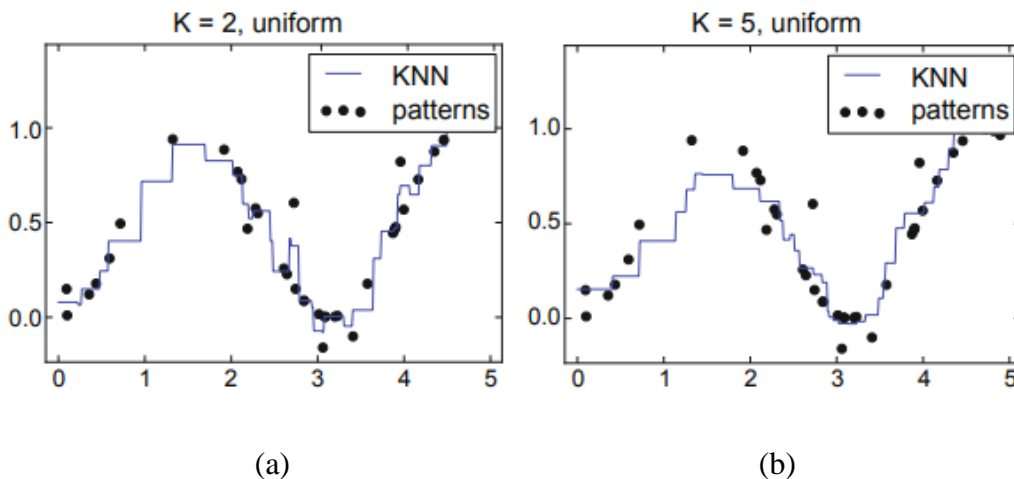 K = 2, uniform
KNN
patterns
1.0
0.5
0.0
0 1 2 3 4 5
(a)
K = 5, uniform
KNN
patterns
1.0
0.5
0.0
0 1 2 3 4 5
(b)